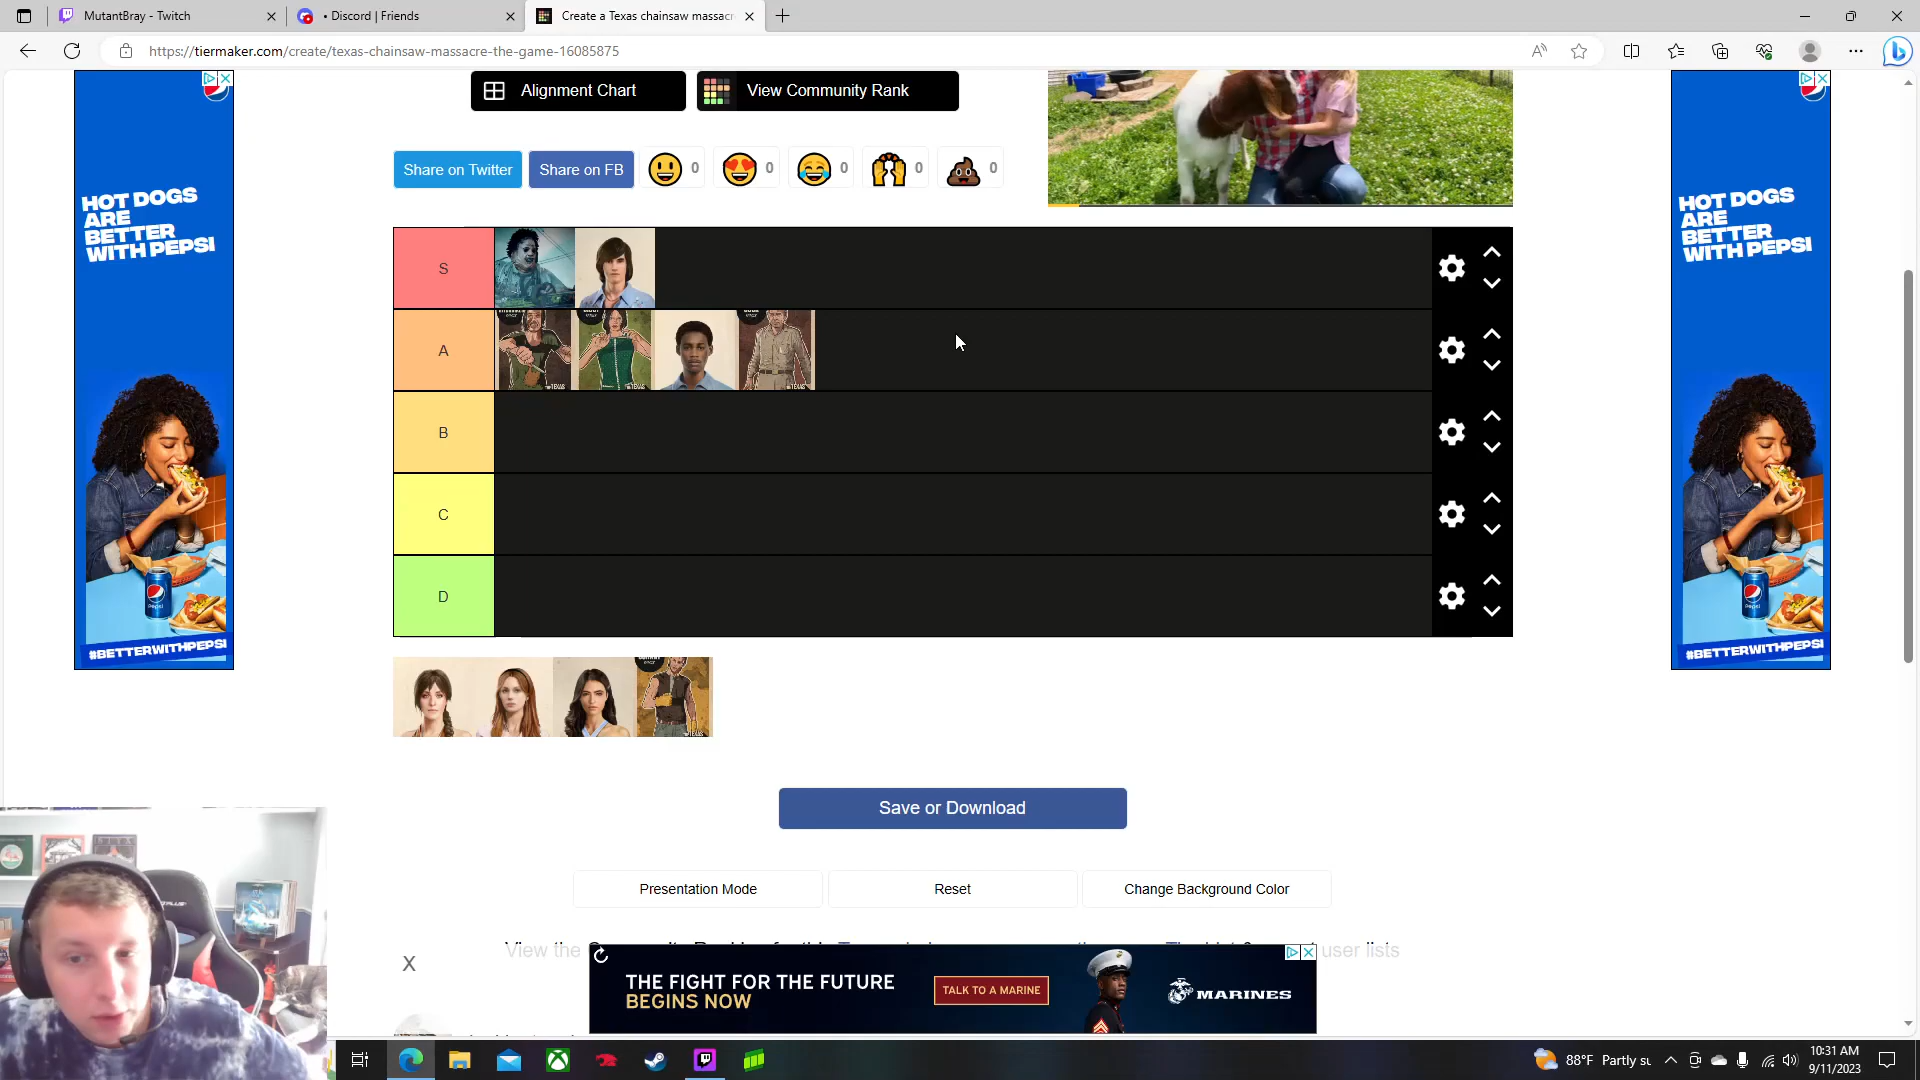 MutantBray - Twitch
• Discord | Friends
Create a Texas chainsaw massacr
https://tiermaker.com/create/texas-chainsaw-massacre-the-game-16085875
Alignment Chart
View Community Rank
Share on Twitter
Share on FB
0
0
0
0
0
HOT DOGS
ARE
BETTER
WITH PEPSI
pepsi
#BETTERWITHPEPSI
HOT DOGS
ARE
BETTER
WITH PEPSI
pepsi
#BETTERWITHPEPSI
S
A
B
C
D
Save or Download
Presentation Mode
Reset
Change Background Color
View the
user lists
X
THE FIGHT FOR THE FUTURE
BEGINS NOW
TALK TO A MARINE
MARINES
88°F Partly su
10:31 AM
9/11/2023